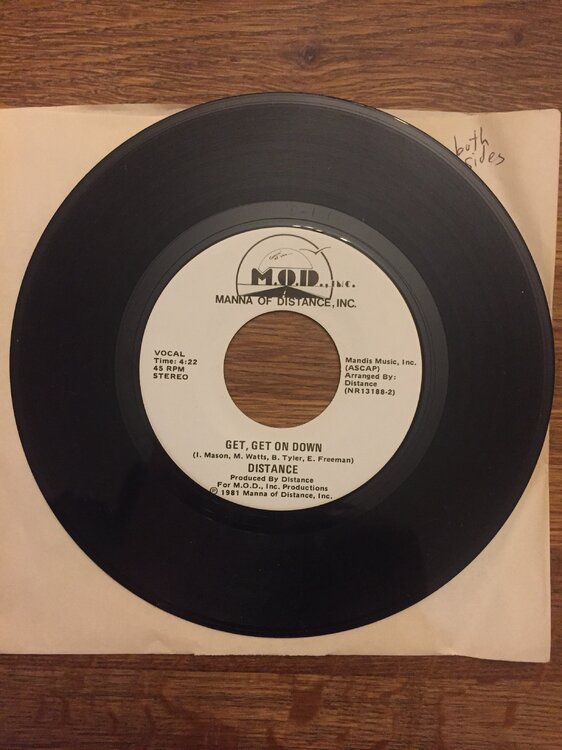 both
sides
M.O.D., INC.
MANNA OF DISTANCE, INC.
VOCAL
Time: 4:22
45 RPM
STEREO
Mandis Music, Inc.
(ASCAP)
Arranged By:
Distance
(NR13188-2)
GET, GET ON DOWN
(I. Mason, M. Watts, B. Tyler, E. Freeman)
DISTANCE
Produced By Distance
For M.O.D., Inc. Productions
℗ 1981 Manna of Distance, Inc.